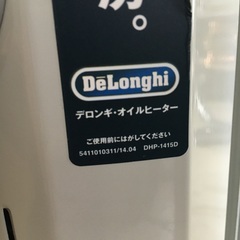 房。
DeLonghi
デロンギ・オイルヒーター
ご使用前にはがしてください
5411010311/14.04 DHP-1415D